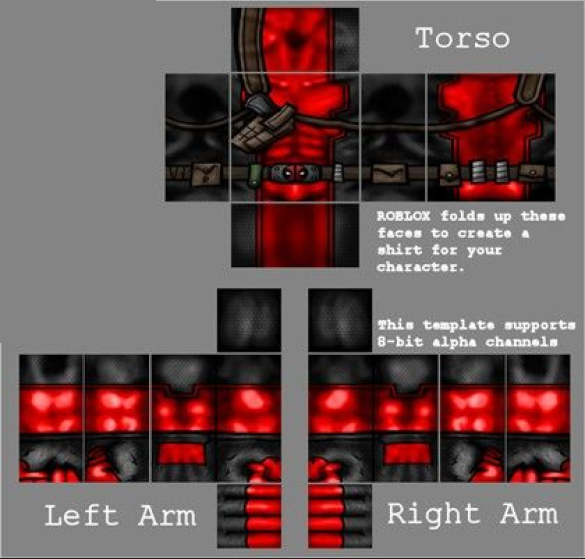 Torso
ROBLOX folds up these
faces to create a
shirt for your
character.
This template supports
8-bit alpha channels
Left Arm
Right Arm